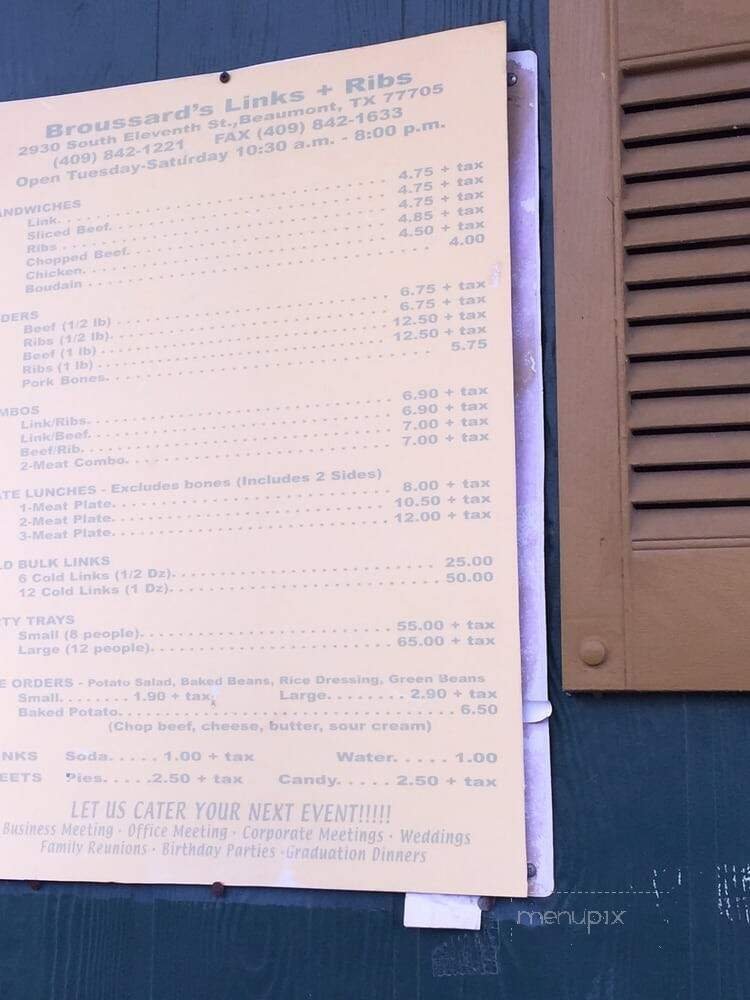 Broussard's Links + Ribs
2930 South Eleventh St.,Beaumont, TX 77705
(409) 842-1221 FAX (409) 842-1633
Open Tuesday-Saturday 10:30 a.m. - 8:00 p.m.
ANDWICHES
Link. . . . . . . . . . 4.75 + tax
Sliced Beef. . . . . . . . . . 4.75 + tax
Ribs . . . . . . . . . . 4.75 + tax
Chopped Beef. . . . . . . . . . 4.85 + tax
Chicken. . . . . . . . . . 4.50 + tax
Boudain . . . . . . . . . . 4.00
DERS
Beef (1/2 lb) . . . . . . . . . . 6.75 + tax
Ribs (1/2 lb). . . . . . . . . . 6.75 + tax
Beef (1 lb) . . . . . . . . . . 12.50 + tax
Ribs (1 lb) . . . . . . . . . . 12.50 + tax
Pork Bones. . . . . . . . . . 5.75
MBOS
Link/Ribs. . . . . . . . . . 6.90 + tax
Link/Beef. . . . . . . . . . 6.90 + tax
Beef/Rib. . . . . . . . . . 7.00 + tax
2-Meat Combo. . . . . . . . . . 7.00 + tax
ATE LUNCHES - Excludes bones (Includes 2 Sides)
1-Meat Plate. . . . . . . . . . 8.00 + tax
2-Meat Plate. . . . . . . . . . 10.50 + tax
3-Meat Plate. . . . . . . . . . 12.00 + tax
LD BULK LINKS
6 Cold Links (1/2 Dz). . . . . . . . . . 25.00
12 Cold Links (1 Dz). . . . . . . . . . 50.00
RTY TRAYS
Small (8 people). . . . . . . . . . 55.00 + tax
Large (12 people). . . . . . . . . . 65.00 + tax
E ORDERS - Potato Salad, Baked Beans, Rice Dressing, Green Beans
Small. . . . . . . . 1.90 + tax Large. . . . . . . . 2.90 + tax
Baked Potato. . . . . . . . . . 6.50
(Chop beef, cheese, butter, sour cream)
NKS Soda. . . . . 1.00 + tax Water. . . . . 1.00
EETS Pies. . . . .2.50 + tax Candy. . . . . 2.50 + tax
LET US CATER YOUR NEXT EVENT!!!!!
Business Meeting · Office Meeting · Corporate Meetings · Weddings
Family Reunions · Birthday Parties · Graduation Dinners
menupix